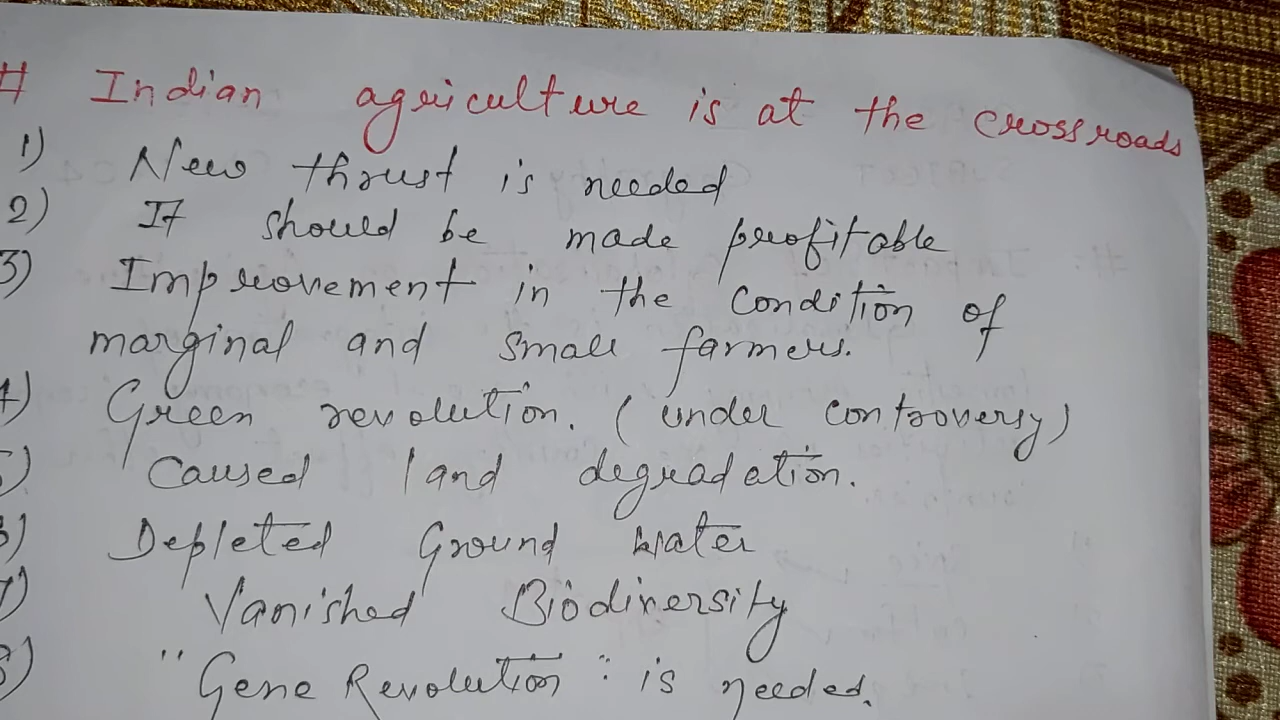 # Indian agriculture is at the crossroads
1) New thrust is needed
2) It should be made profitable
3) Improvement in the condition of
marginal and small farmers.
4) Green revolution. (under controversy)
5) Caused land degradation.
6) Depleted Ground Water
7) Vanished Biodiversity
8) "Gene Revolution" is needed.